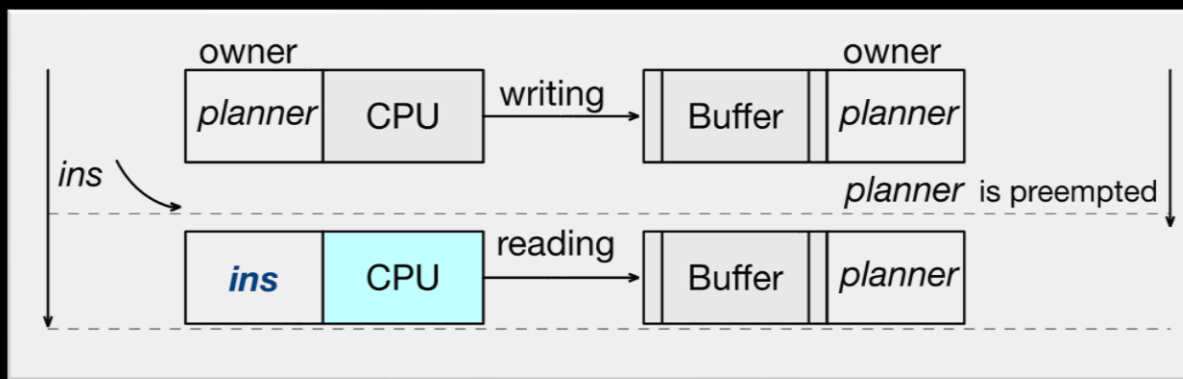 owner owner
planner CPU writing Buffer planner
ins
planner is preempted
ins CPU reading Buffer planner